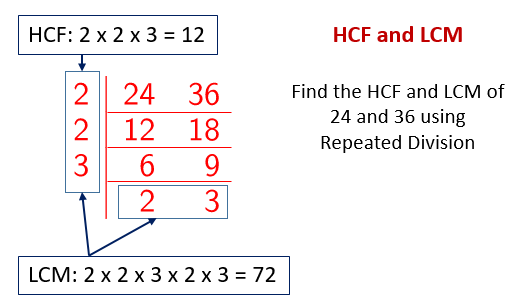 HCF: 2 x 2 x 3 = 12
HCF and LCM
Find the HCF and LCM of
24 and 36 using
Repeated Division
2 24 36
2 12 18
3 6 9
2 3
LCM: 2 x 2 x 3 x 2 x 3 = 72